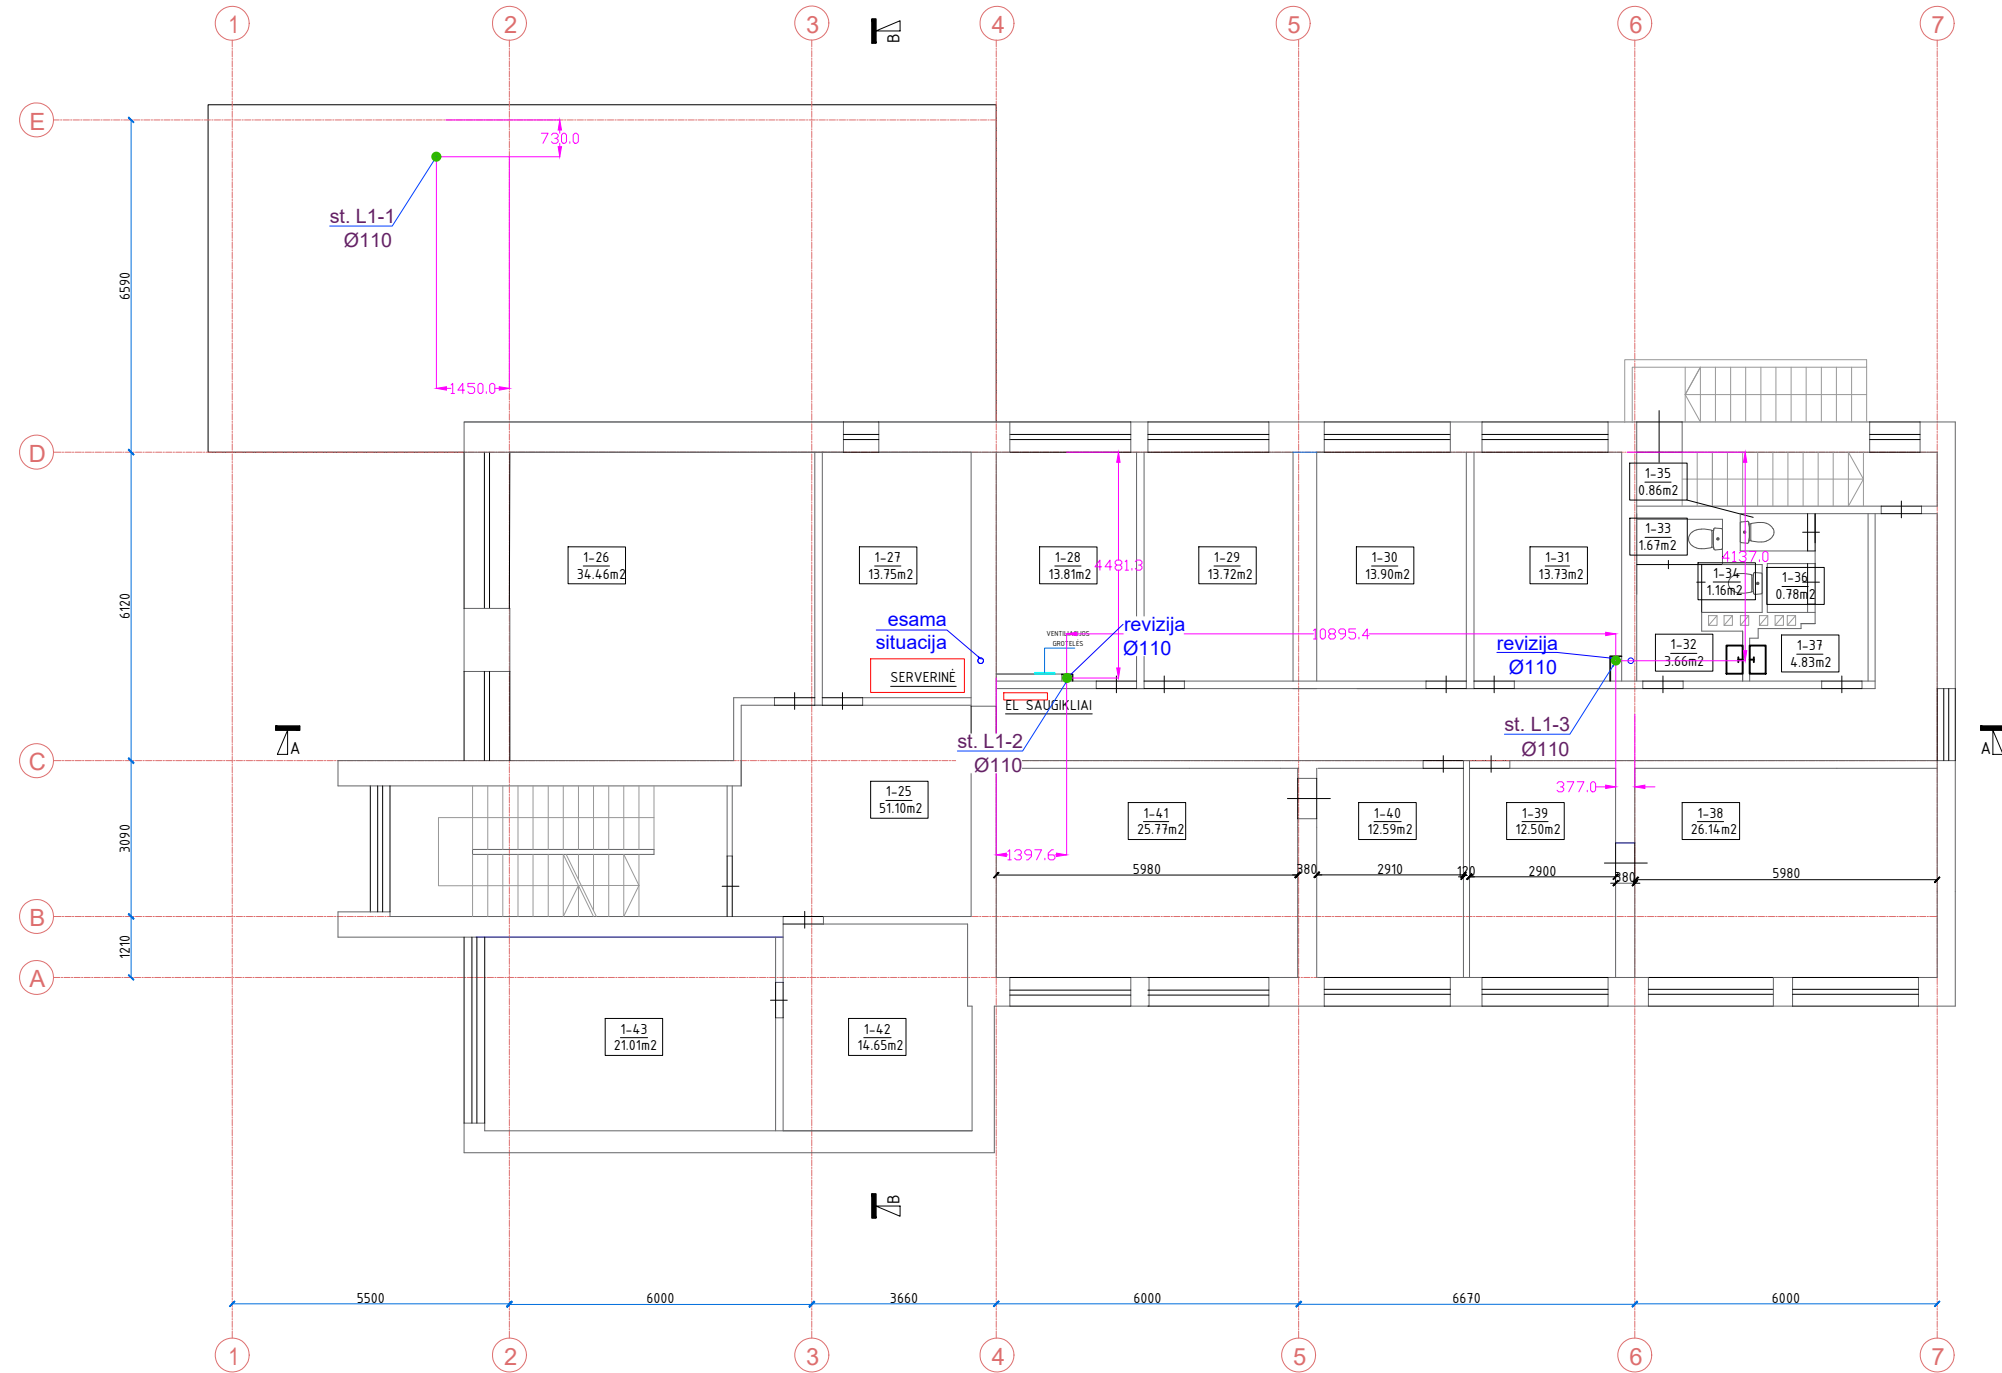 1
2
3
4
5
6
7
B
E
730.0
st. L1-1
Ø110
6590
1450.0
D
1-35
0.86m2
1-33
1.67m2
4137.0
1-26
34.46m2
1-27
13.75m2
1-28
13.81m2
4481.3
1-29
13.72m2
1-30
13.90m2
1-31
13.73m2
1-34
1.16m2
1-36
0.78m2
6120
esama
situacija
VENTILIACIJOS
GROTELĖS
revizija
Ø110
10895.4
revizija
Ø110
1-32
3.66m2
1-37
4.83m2
SERVERINĖ
EL SAUGIKLIAI
st. L1-2
Ø110
st. L1-3
Ø110
A
A
C
377.0
1-25
51.10m2
1-41
25.77m2
1-40
12.59m2
1-39
12.50m2
1-38
26.14m2
3090
1397.6
5980
380
2910
120
2900
380
5980
B
1210
A
1-43
21.01m2
1-42
14.65m2
B
5500
6000
3660
6000
6670
6000
1
2
3
4
5
6
7